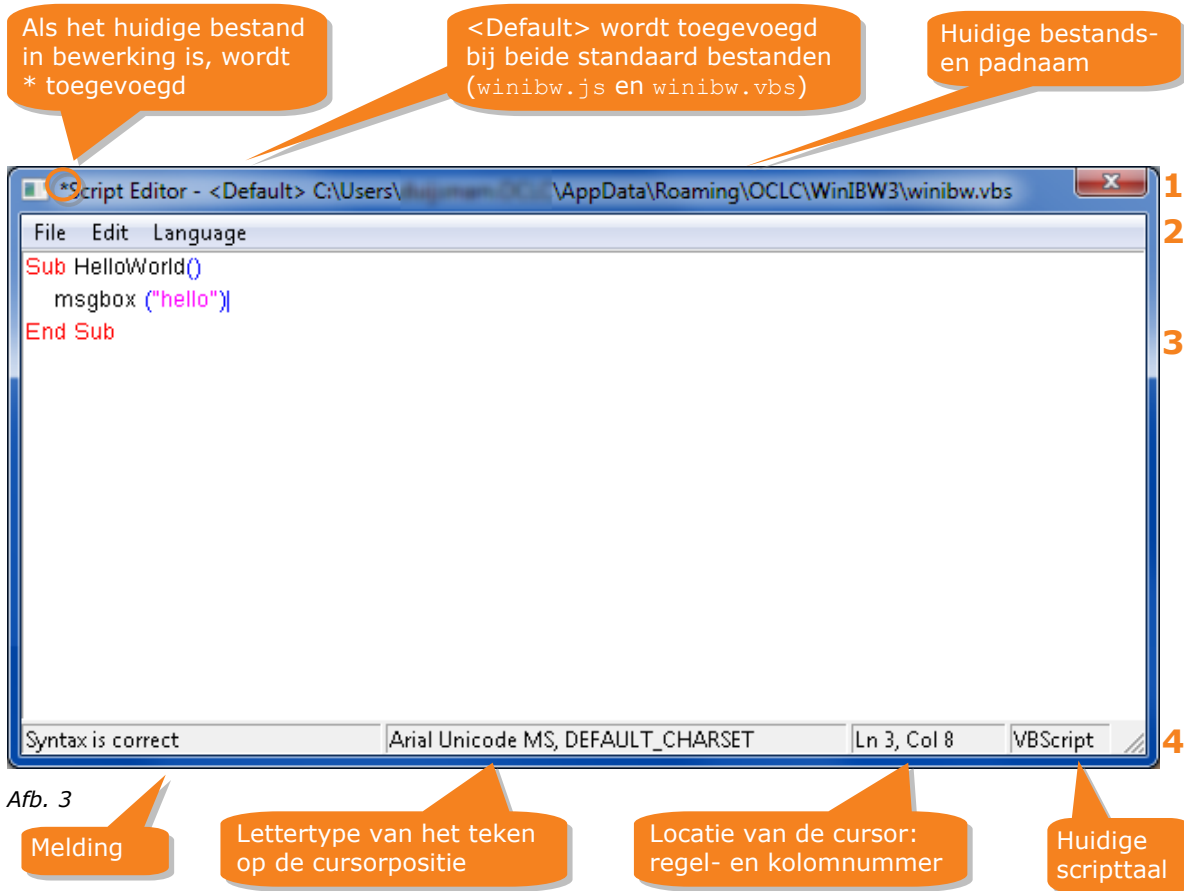 Als het huidige bestand
in bewerking is, wordt
* toegevoegd
<Default> wordt toegevoegd
bij beide standaard bestanden
(winibw.js en winibw.vbs)
Huidige bestands-
en padnaam
*Script Editor - <Default> C:\Users\ \AppData\Roaming\OCLC\WinIBW3\winibw.vbs
1
File Edit Language
2
Sub HelloWorld()
msgbox ("hello")
End Sub
3
Syntax is correct Arial Unicode MS, DEFAULT_CHARSET Ln 3, Col 8 VBScript
4
Afb. 3
Melding
Lettertype van het teken
op de cursorpositie
Locatie van de cursor:
regel- en kolomnummer
Huidige
scripttaal